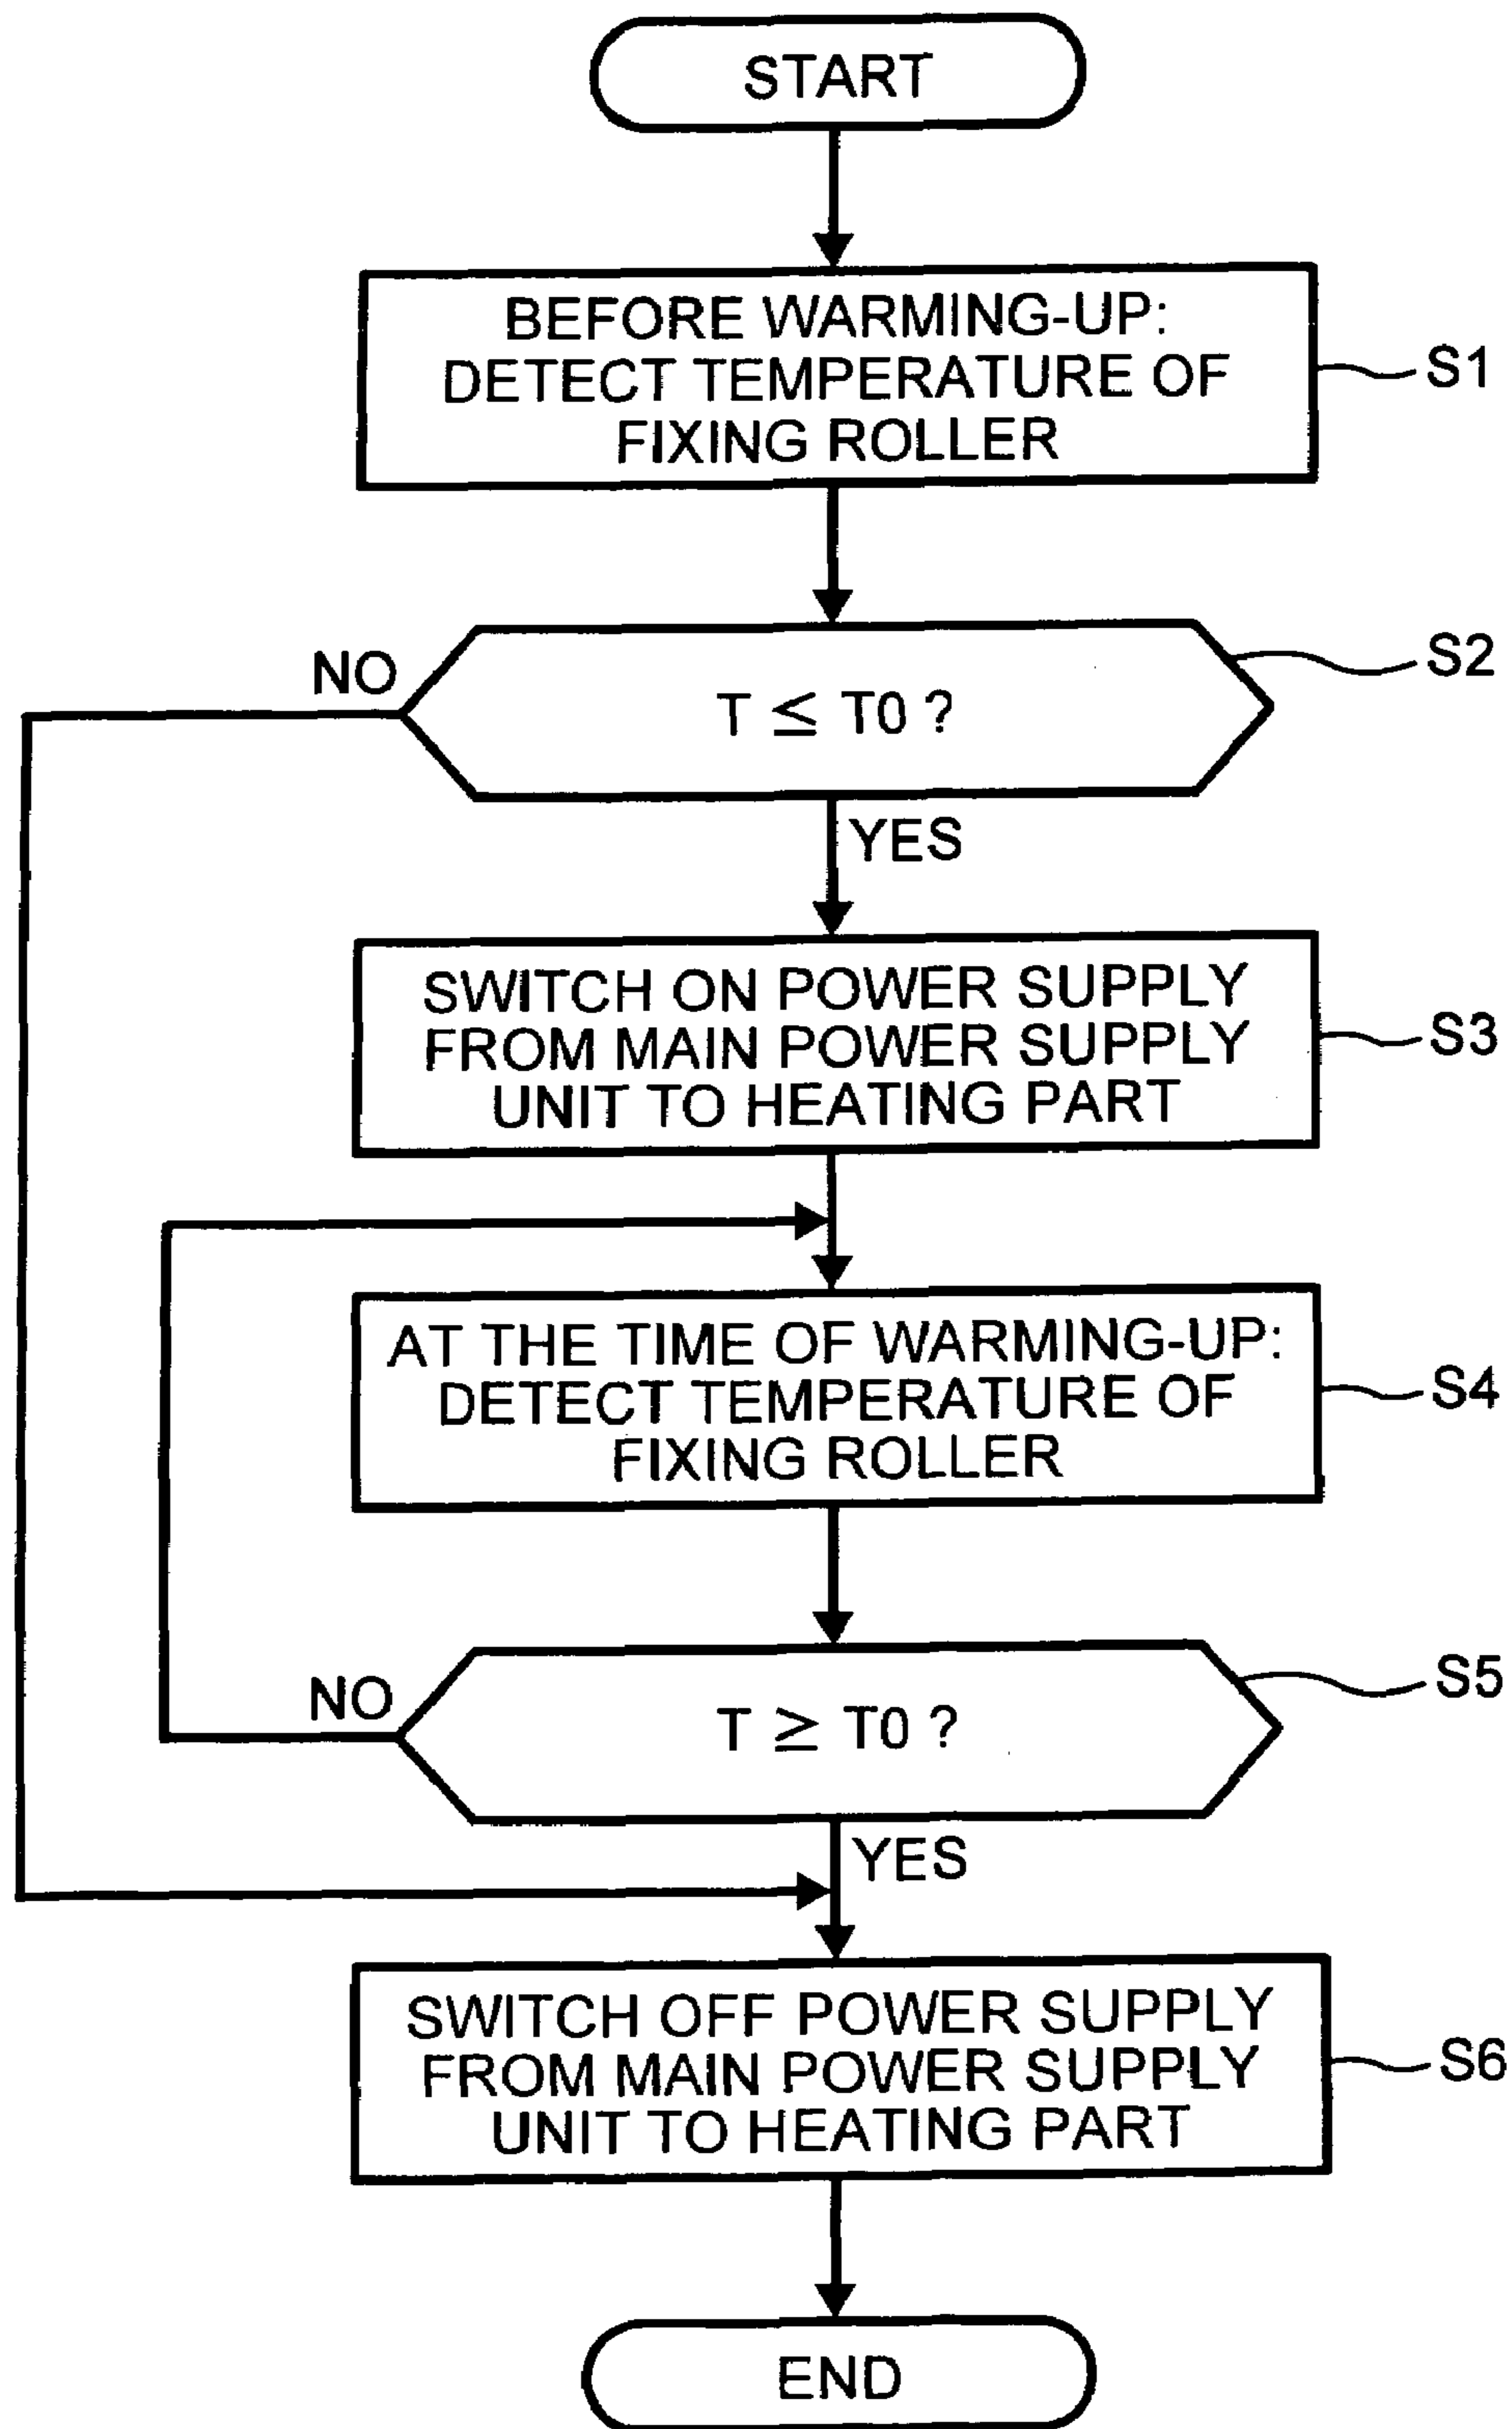 START
BEFORE WARMING-UP:
DETECT TEMPERATURE OF
FIXING ROLLER
S1
S2
NO
T ≤ T0 ?
YES
SWITCH ON POWER SUPPLY
FROM MAIN POWER SUPPLY
UNIT TO HEATING PART
S3
AT THE TIME OF WARMING-UP:
DETECT TEMPERATURE OF
FIXING ROLLER
S4
S5
NO
T ≥ T0 ?
YES
SWITCH OFF POWER SUPPLY
FROM MAIN POWER SUPPLY
UNIT TO HEATING PART
S6
END